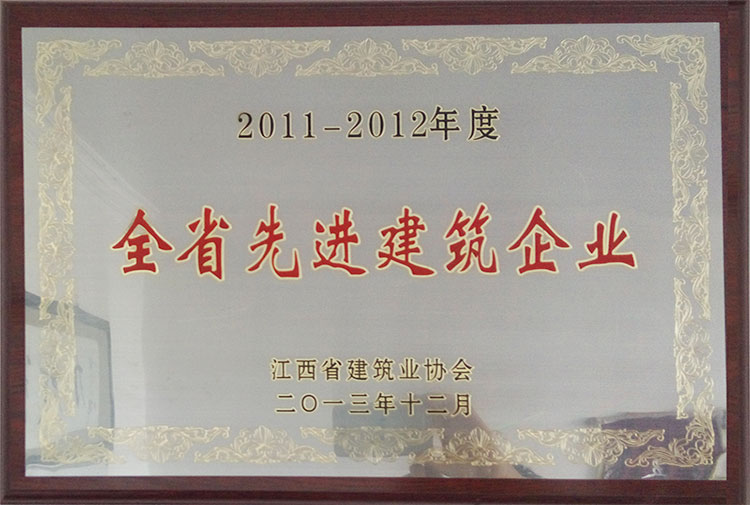 2011-2012年度
全省先进建筑企业
江西省建筑业协会
二〇一三年十二月